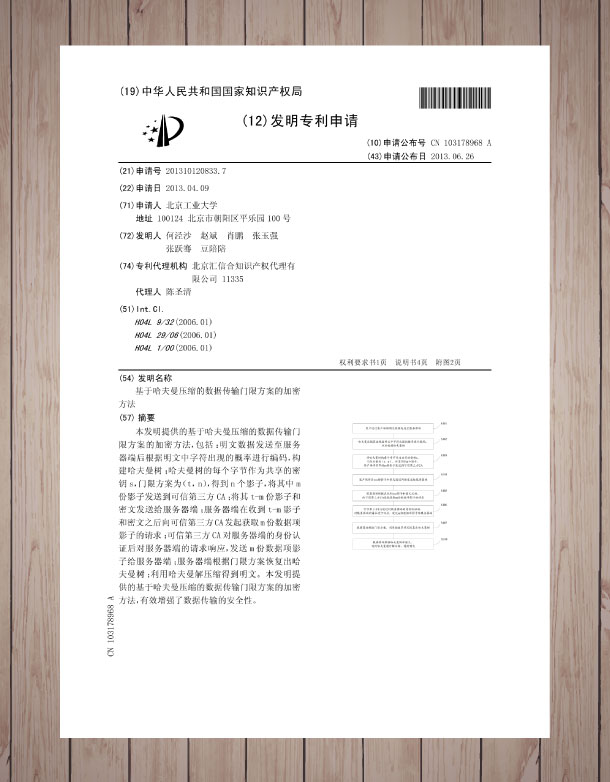 (19)中华人民共和国国家知识产权局
(12)发明专利申请
(10)申请公布号 CN 103178968 A
(43)申请公布日 2013.06.26
(21)申请号 201310120833.7
(22)申请日 2013.04.09
(71)申请人 北京工业大学
地址 100124 北京市朝阳区平乐园100号
(72)发明人 何泾沙 赵斌 肖鹏 张玉强
张跃骞 豆陪陪
(74)专利代理机构 北京汇信合知识产权代理有
限公司 11335
代理人 陈圣清
(51)Int.Cl.
H04L 9/32(2006.01)
H04L 29/06(2006.01)
H04L 1/00(2006.01)
权利要求书1页 说明书4页 附图2页
(54)发明名称
基于哈夫曼压缩的数据传输门限方案的加密
方法
(57)摘要
本发明提供的基于哈夫曼压缩的数据传输门
限方案的加密方法,包括:明文数据发送至服务
器端后根据明文中字符出现的概率进行编码,构
建哈夫曼树;哈夫曼树的每个字节作为共享的密
钥s,门限方案为(t,n),得到n个影子,将其中m
份影子发送到可信第三方CA;将其t-m份影子和
密文发送给服务器端;服务器端在收到t-m影子
和密文之后向可信第三方CA发起获取m份数据项
影子的请求;可信第三方CA对服务器端的身份认
证后对服务器端的请求响应,发送m份数据项影
子给服务器端;服务器端根据门限方案恢复出哈
夫曼树;利用哈夫曼解压缩得到明文。本发明提
供的基于哈夫曼压缩的数据传输门限方案的加密
方法,有效增强了数据传输的安全性。
CN 103178968 A